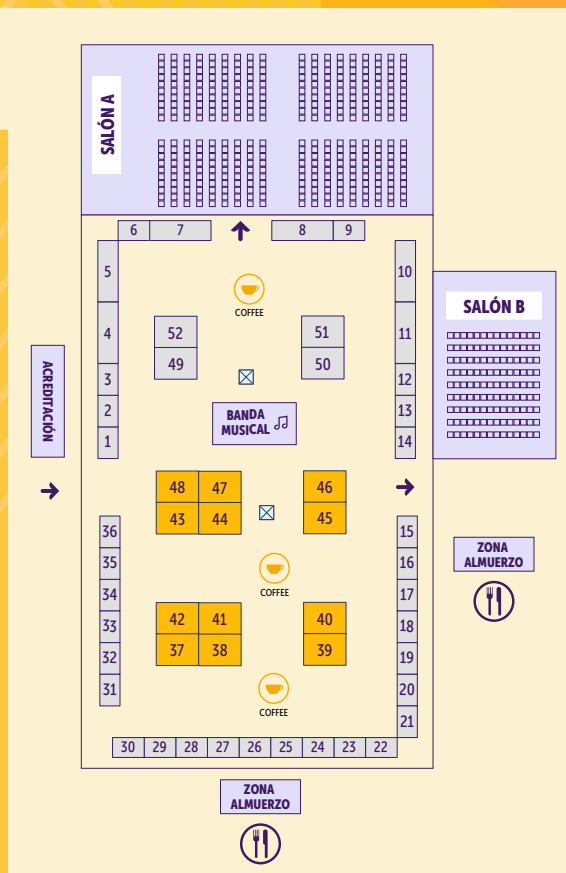 SALÓN A
6 7 8 9
5
10
COFFEE
SALÓN B
4
52
51
11
49
50
3
12
ACREDITACIÓN
2
BANDA
MUSICAL
13
1
14
48 47
46
43 44
45
36
15
35
16
ZONA
ALMUERZO
COFFEE
34
17
42 41
40
33
18
37 38
39
32
19
31
20
COFFEE
21
30 29 28 27 26 25 24 23 22
ZONA
ALMUERZO